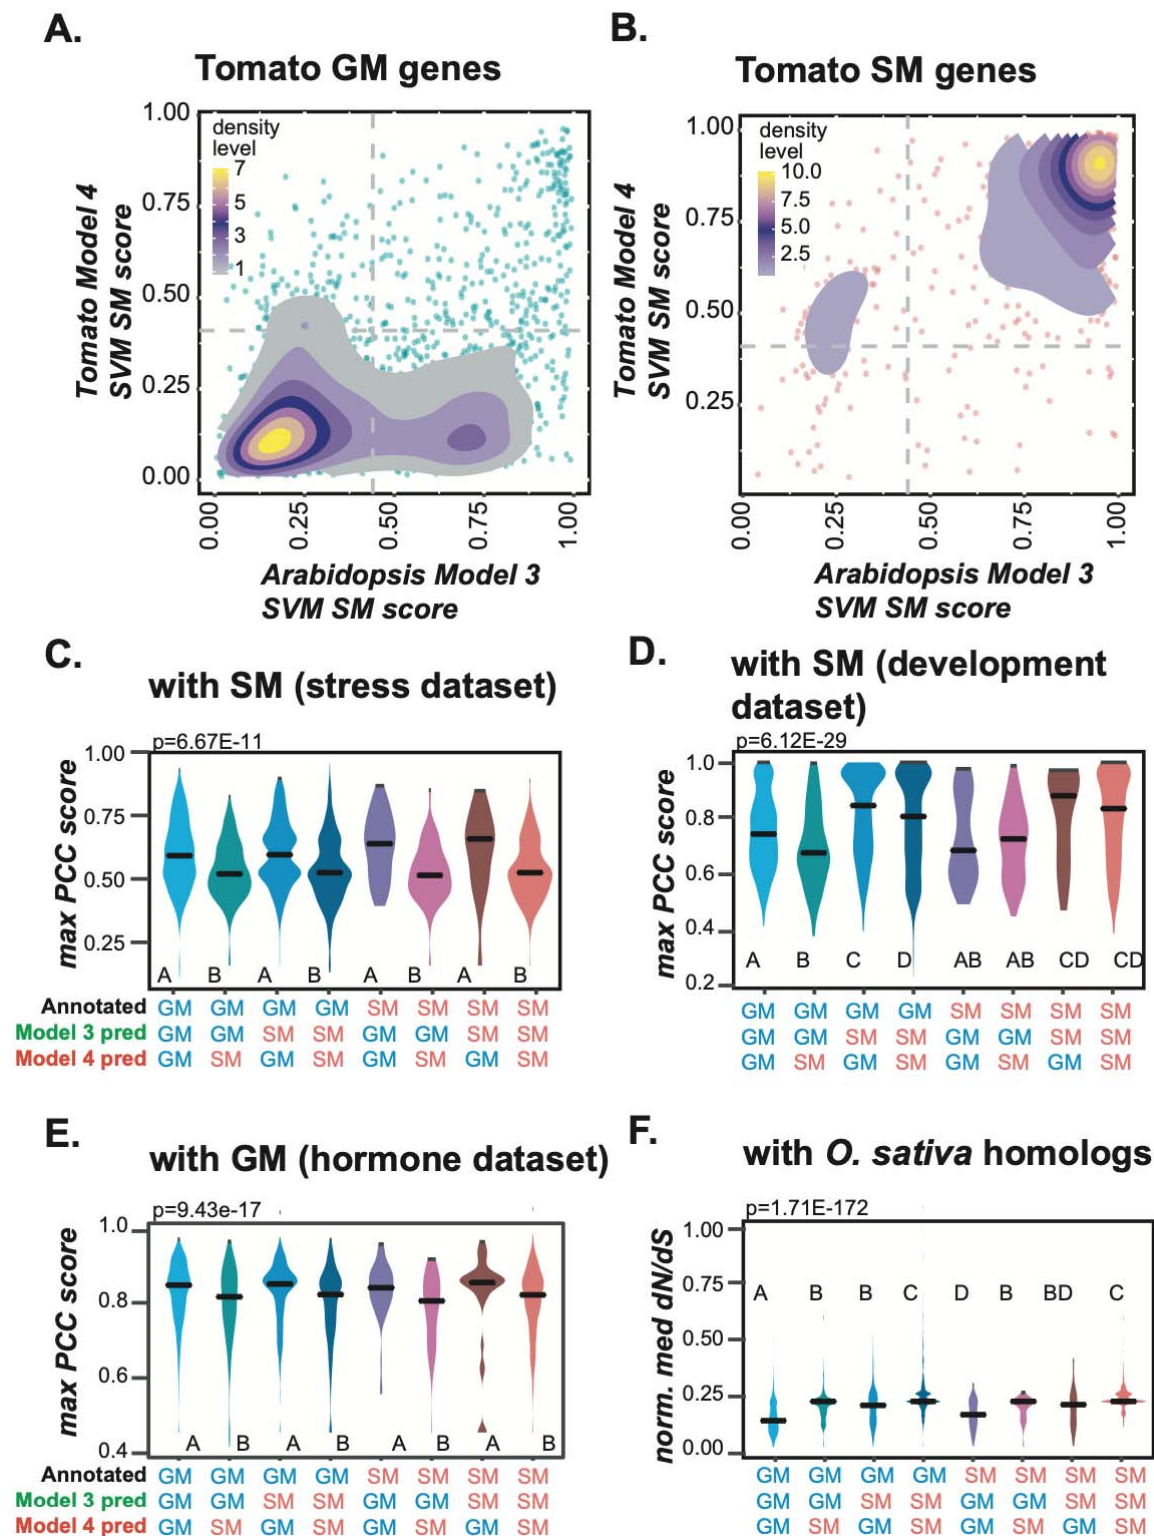 A.
Tomato GM genes
density
level
7
5
3
1
1.00
0.75
0.50
0.25
0.00
Tomato Model 4
SVM SM score
0.00 0.25 0.50 0.75 1.00
Arabidopsis Model 3
SVM SM score
B.
Tomato SM genes
density
level
10.0
7.5
5.0
2.5
1.00
0.75
0.50
0.25
Tomato Model 4
SVM SM score
0.00 0.25 0.50 0.75 1.00
Arabidopsis Model 3
SVM SM score
C.
with SM (stress dataset)
p=6.67E-11
1.00
0.75
0.50
0.25
max PCC score
A B A B A B A B
Annotated GM GM GM GM SM SM SM SM
Model 3 pred GM GM SM SM GM GM SM SM
Model 4 pred GM SM GM SM GM SM GM SM
D.
with SM (development
dataset)
p=6.12E-29
1.0
0.8
0.6
0.4
0.2
max PCC score
A B C D AB AB CD CD
GM GM GM GM SM SM SM SM
GM GM SM SM GM GM SM SM
GM SM GM SM GM SM GM SM
E.
with GM (hormone dataset)
p=9.43e-17
1.0
0.8
0.6
0.4
max PCC score
A B A B A B A B
Annotated GM GM GM GM SM SM SM SM
Model 3 pred GM GM SM SM GM GM SM SM
Model 4 pred GM SM GM SM GM SM GM SM
F.
with O. sativa homologs
p=1.71E-172
1.00
0.75
0.50
0.25
0.00
norm. med dN/dS
A B B C D B BD C
GM GM GM GM SM SM SM SM
GM GM SM SM GM GM SM SM
GM SM GM SM GM SM GM SM